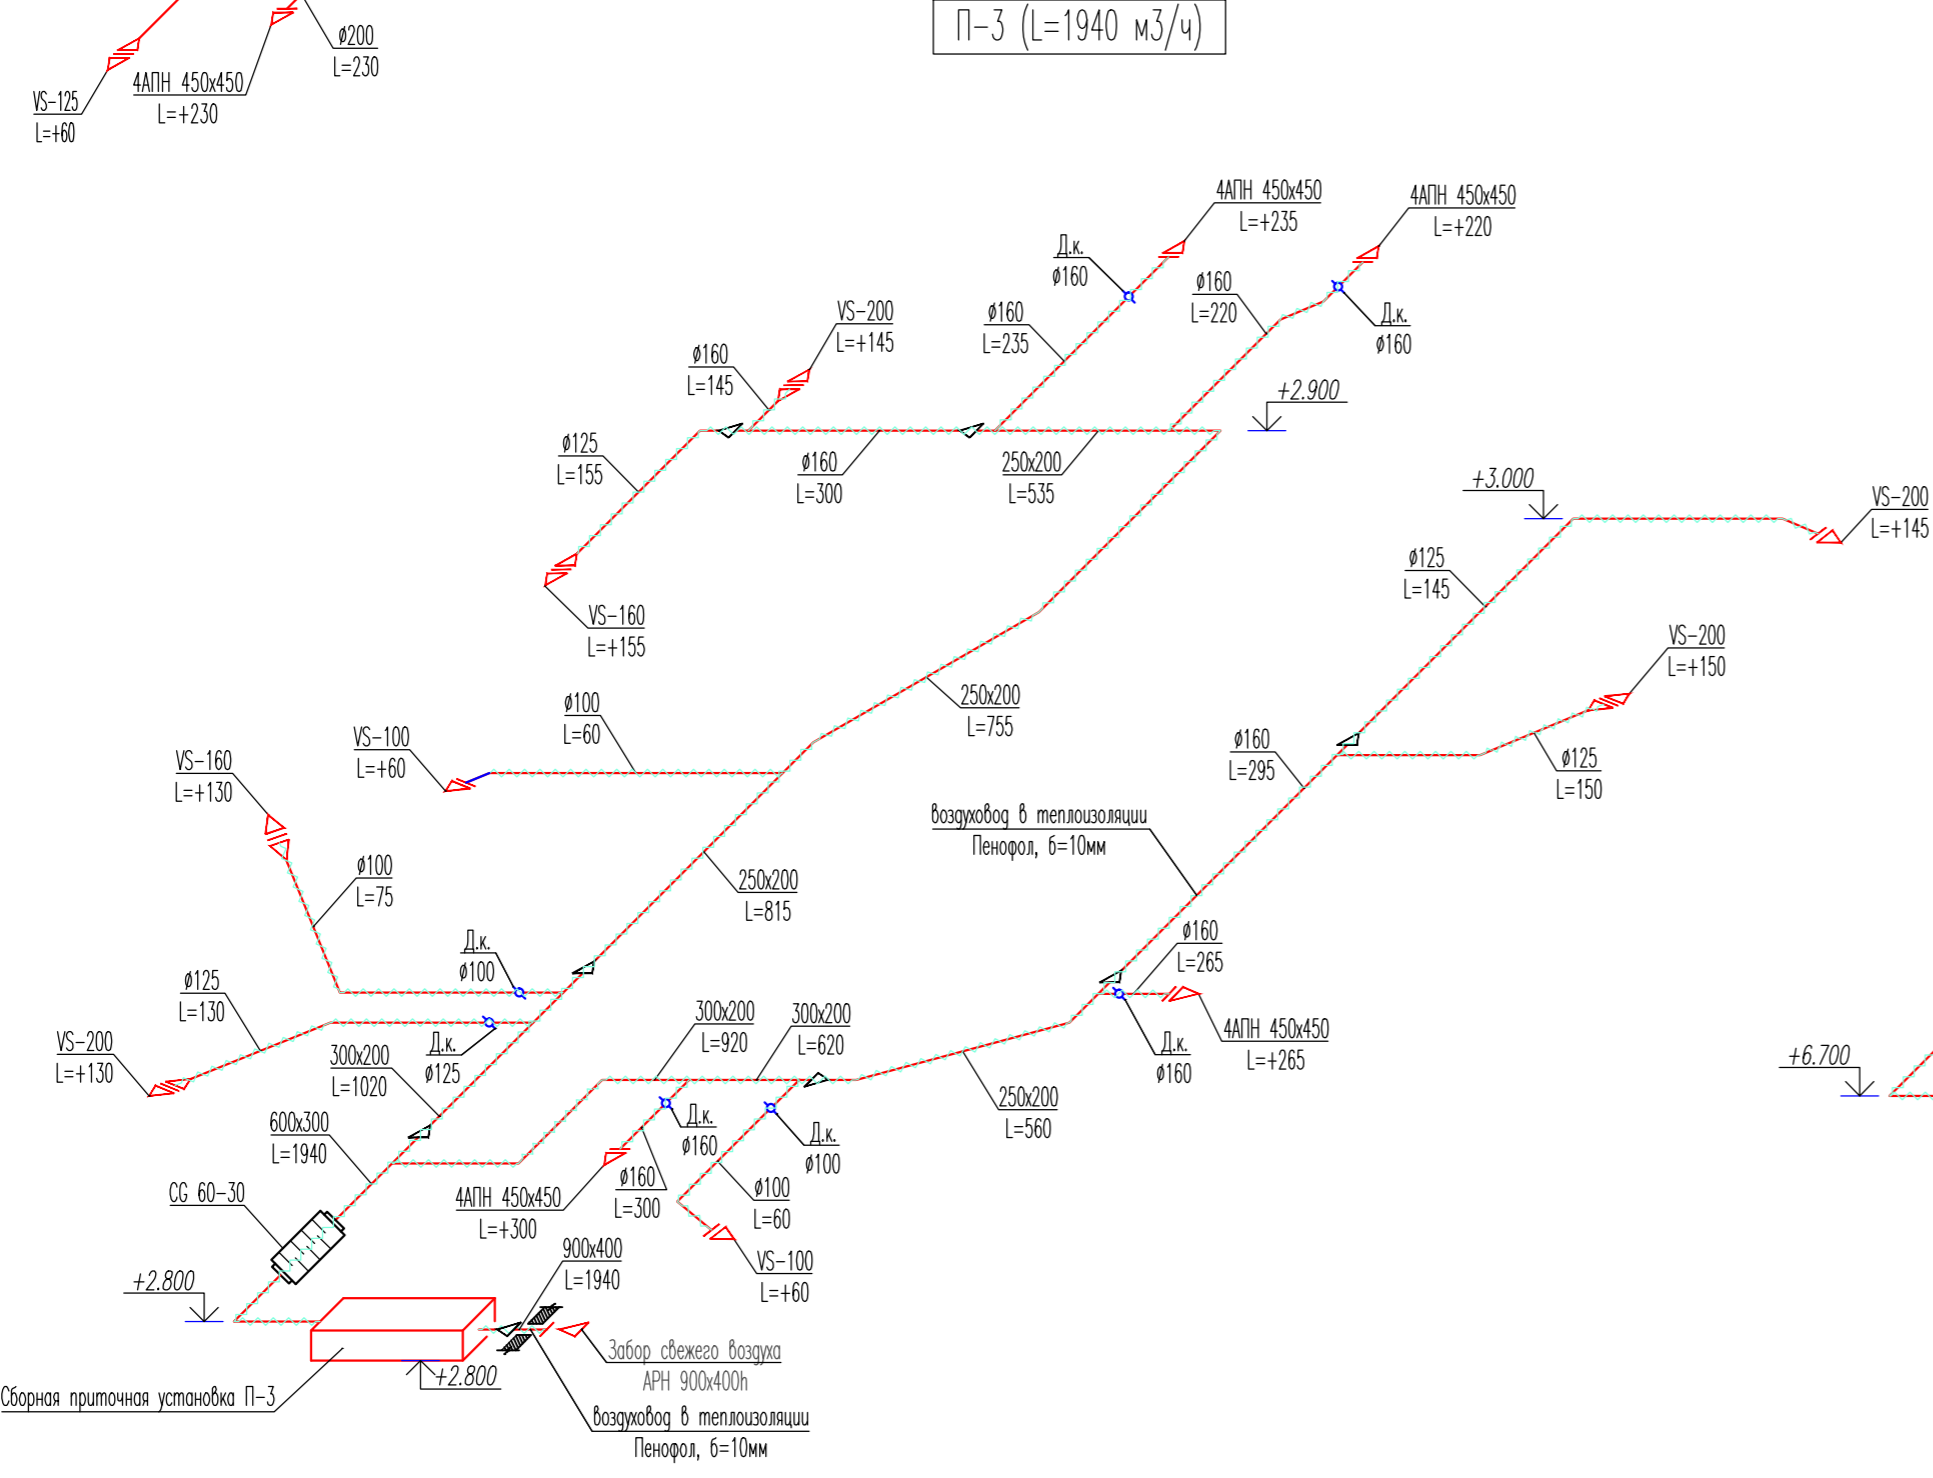 П-3 (L=1940 м3/ч)
ø200
L=230
4АПН 450х450
L=+230
VS-125
L=+60
4АПН 450х450
L=+235
4АПН 450х450
L=+220
Д.к.
ø160
ø160
L=220
Д.к.
ø160
VS-200
L=+145
ø160
L=235
ø160
L=145
+2.900
ø125
L=155
ø160
L=300
250х200
L=535
+3.000
VS-200
L=+145
ø125
L=145
VS-160
L=+155
VS-200
L=+150
250х200
L=755
ø100
L=60
VS-100
L=+60
ø160
L=295
ø125
L=150
VS-160
L=+130
воздуховод в теплоизоляции
Пенофол, б=10мм
ø100
L=75
250х200
L=815
Д.к.
ø100
ø160
L=265
ø125
L=130
300х200
L=920
300х200
L=620
4АПН 450х450
L=+265
Д.к.
ø160
VS-200
L=+130
Д.к.
ø125
300х200
L=1020
+6.700
250х200
L=560
600х300
L=1940
Д.к.
ø160
Д.к.
ø100
CG 60-30
4АПН 450х450
L=+300
ø160
L=300
ø100
L=60
900х400
L=1940
VS-100
L=+60
+2.800
Забор свежего воздуха
АРН 900х400h
+2.800
Сборная приточная установка П-3
воздуховод в теплоизоляции
Пенофол, б=10мм